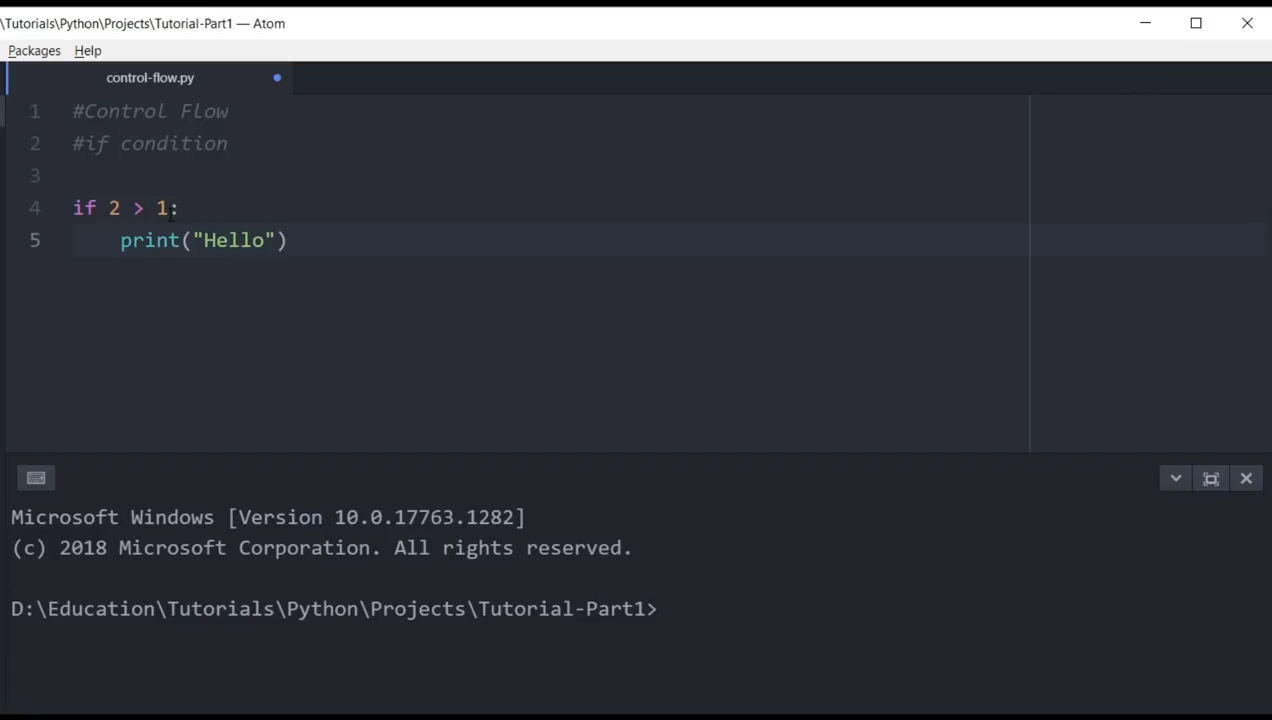 \Tutorials\Python\Projects\Tutorial-Part1 — Atom
Packages Help
control-flow.py
1 #Control Flow
2 #if condition
3
4 if 2 > 1:
5     print("Hello")
Microsoft Windows [Version 10.0.17763.1282]
(c) 2018 Microsoft Corporation. All rights reserved.
D:\Education\Tutorials\Python\Projects\Tutorial-Part1>